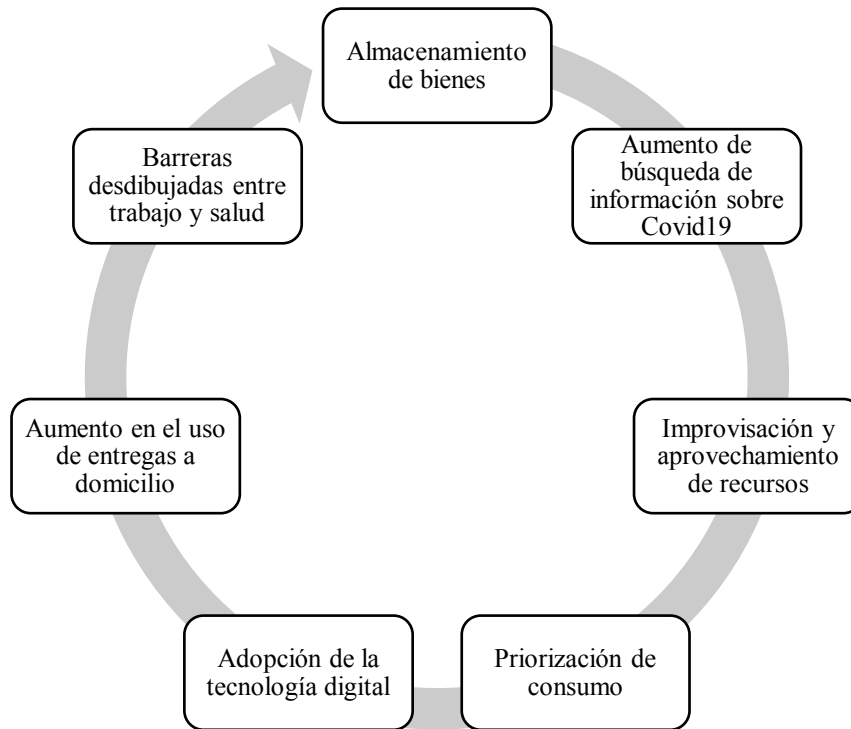 Almacenamiento
de bienes
Aumento de
búsqueda de
información sobre
Covid19
Improvisación y
aprovechamiento
de recursos
Priorización de
consumo
Adopción de la
tecnología digital
Aumento en el uso
de entregas a
domicilio
Barreras
desdibujadas entre
trabajo y salud